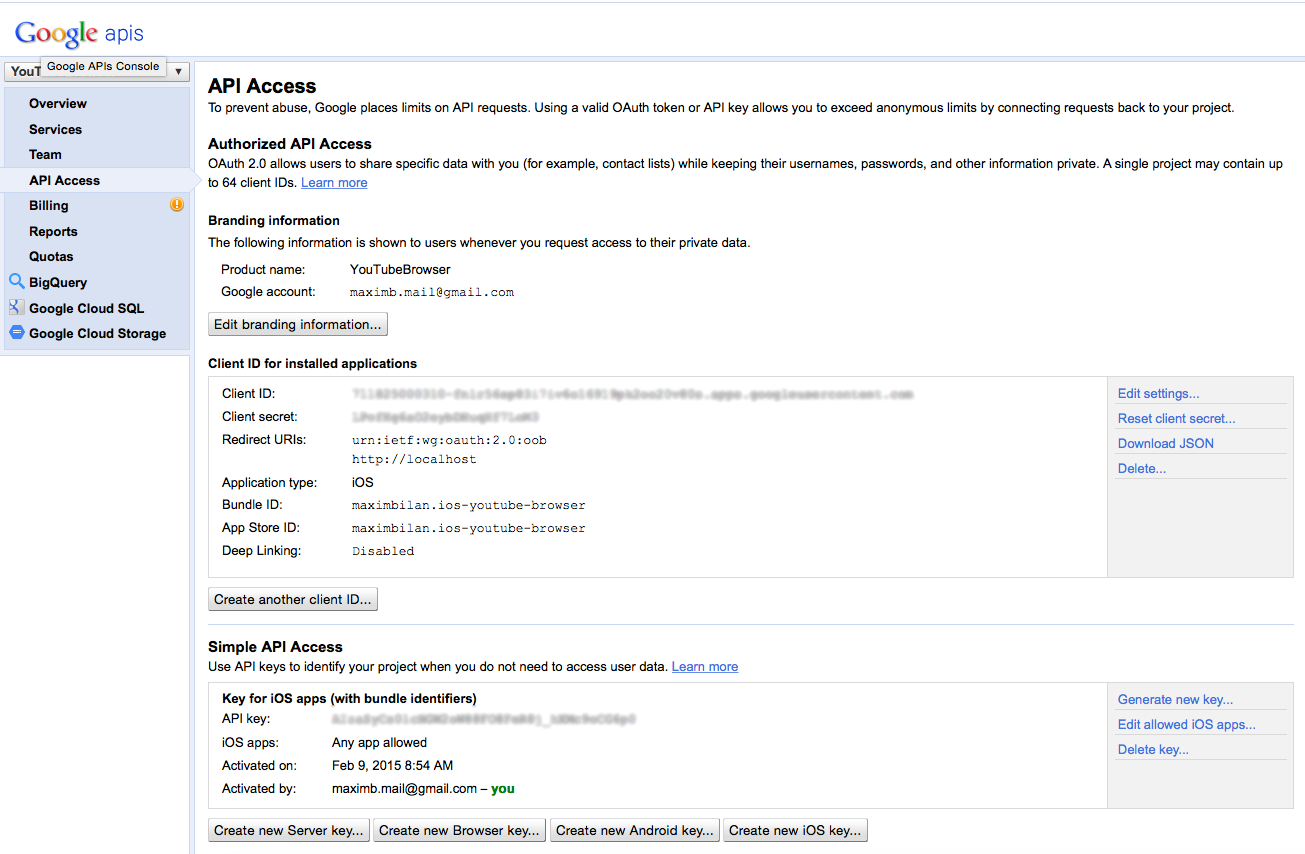 Google apis
YouT
Google APIs Console
Overview
Services
Team
API Access
Billing
Reports
Quotas
BigQuery
Google Cloud SQL
Google Cloud Storage
API Access
To prevent abuse, Google places limits on API requests. Using a valid OAuth token or API key allows you to exceed anonymous limits by connecting requests back to your project.
Authorized API Access
OAuth 2.0 allows users to share specific data with you (for example, contact lists) while keeping their usernames, passwords, and other information private. A single project may contain up
to 64 client IDs. Learn more
Branding information
The following information is shown to users whenever you request access to their private data.
Product name: YouTubeBrowser
Google account: maximb.mail@gmail.com
Edit branding information...
Client ID for installed applications
Client ID:
Client secret:
Redirect URIs: urn:ietf:wg:oauth:2.0:oob
http://localhost
Application type: iOS
Bundle ID: maximbilan.ios-youtube-browser
App Store ID: maximbilan.ios-youtube-browser
Deep Linking: Disabled
Edit settings...
Reset client secret...
Download JSON
Delete...
Create another client ID...
Simple API Access
Use API keys to identify your project when you do not need to access user data. Learn more
Key for iOS apps (with bundle identifiers)
API key:
iOS apps: Any app allowed
Activated on: Feb 9, 2015 8:54 AM
Activated by: maximb.mail@gmail.com – you
Generate new key...
Edit allowed iOS apps...
Delete key...
Create new Server key... Create new Browser key... Create new Android key... Create new iOS key...